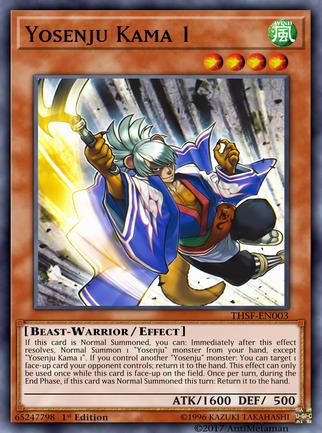 YOSENJU KAMA 1
WIND
風
THSF-EN003
[BEAST-WARRIOR / EFFECT]
If this card is Normal Summoned, you can: Immediately after this
effect resolves, Normal Summon 1 "Yosenju" monster from your hand, except
"Yosenju Kama 1". If you control another "Yosenju" monster: You can target 1
face-up card your opponent controls; return it to the hand. This effect can only
be used once while this card is face-up on the field. Once per turn, during the
End Phase, if this card was Normal Summoned this turn: Return it to the hand.
ATK/1600 DEF/ 500
65247798 1st Edition ©1996 KAZUKI TAKAHASHI
©2017 AntiMetaman